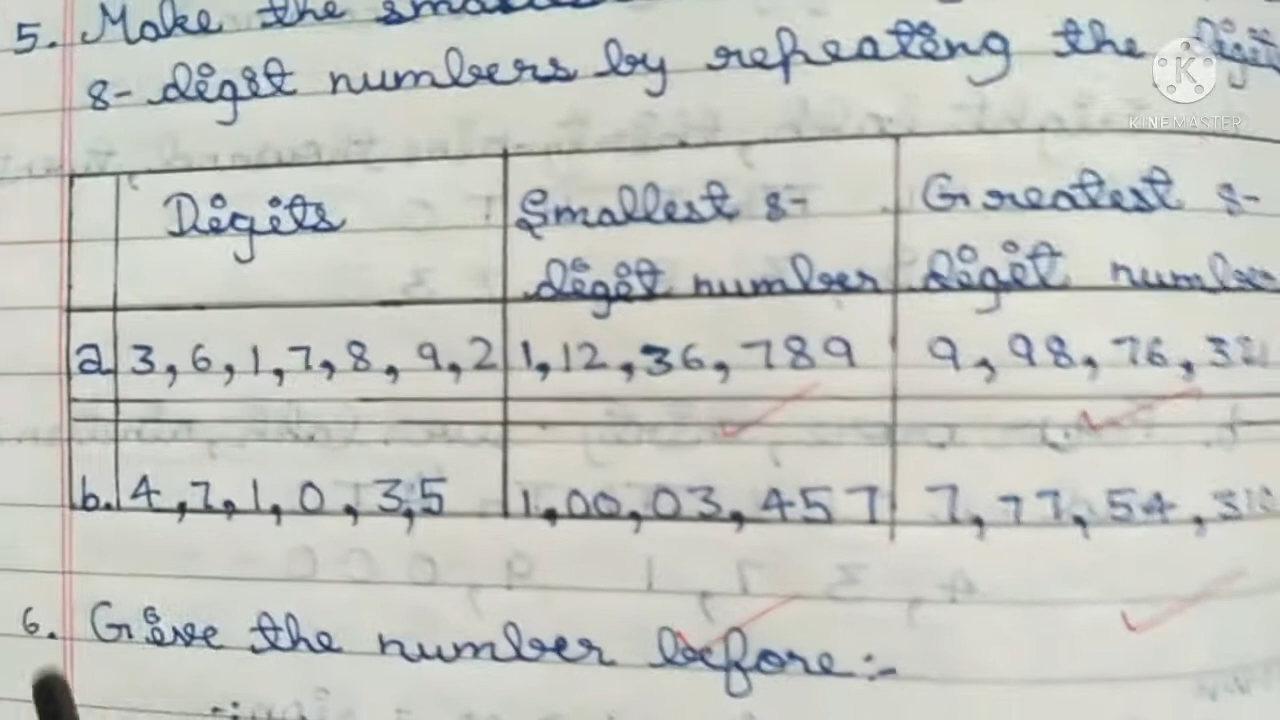 5. Make the
8- digit numbers by repeating the
KINEMASTER
Digits Smallest 8- Greatest 8-
digit number digit number
a. 3, 6, 1, 7, 8, 9, 2 1, 12, 36, 789 9, 98, 76, 321
b. 4, 7, 1, 0, 3, 5 1, 00, 03, 457 7, 77, 54, 310
6. Give the number before:-